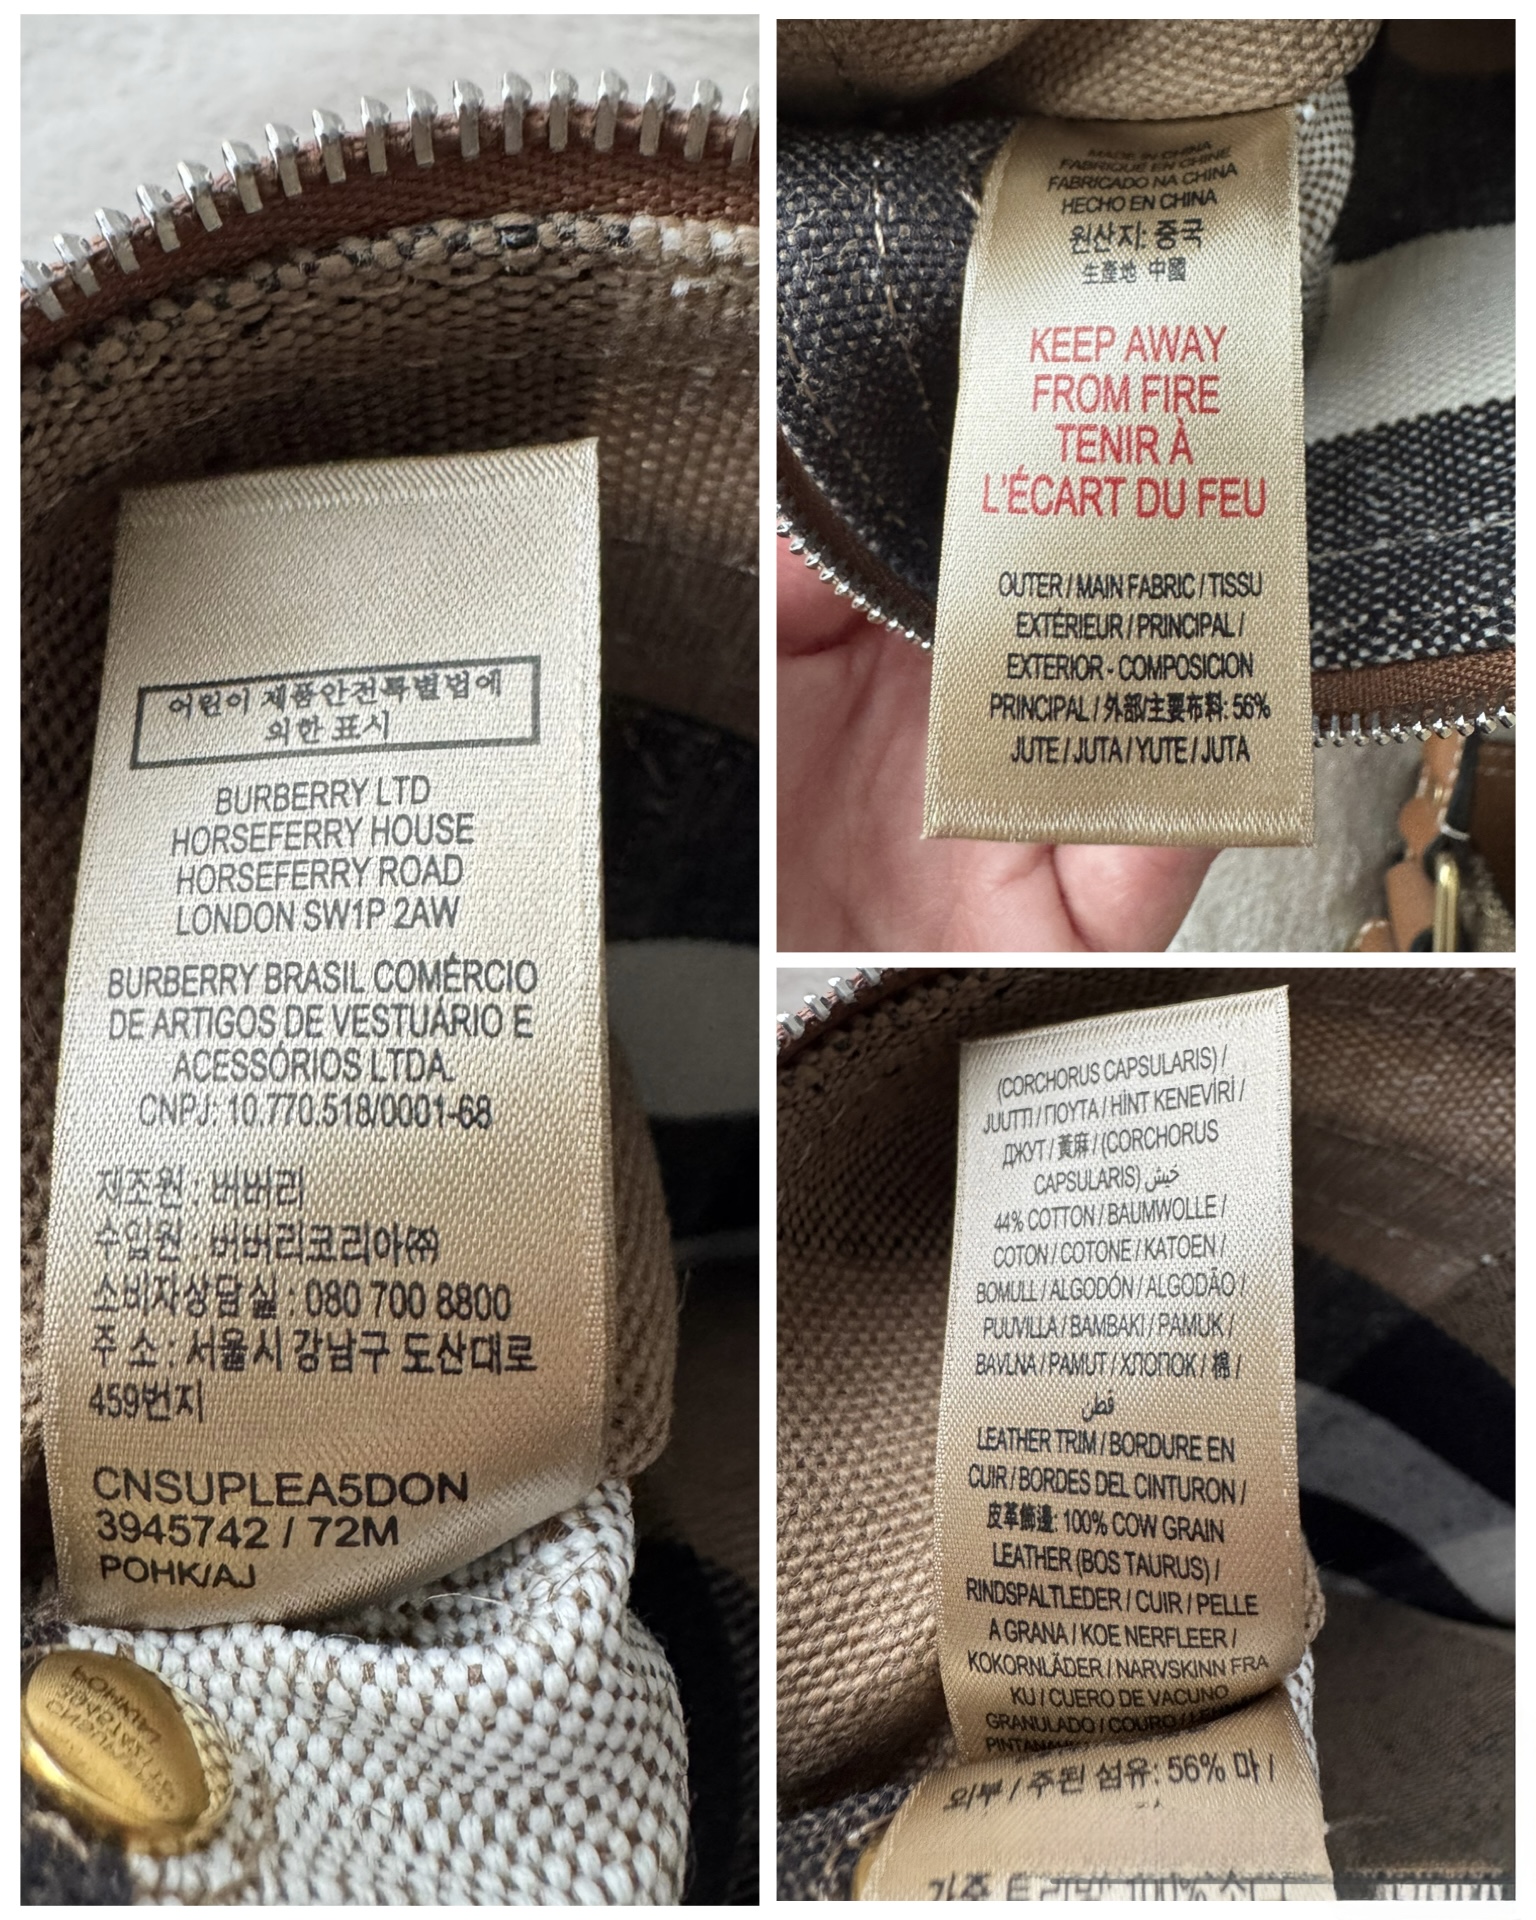 어린이 제품안전특별법에
의한 표시
BURBERRY LTD
HORSEFERRY HOUSE
HORSEFERRY ROAD
LONDON SW1P 2AW
BURBERRY BRASIL COMÉRCIO
DE ARTIGOS DE VESTUÁRIO E
ACESSÓRIOS LTDA.
CNPJ: 10.770.518/0001-68
제조원 : 버버리
수입원 : 버버리코리아㈜
소비자상담실 : 080 700 8800
주 소 : 서울시 강남구 도산대로
459번지
CNSUPLEA5DON
3945742 / 72M
POHK/AJ
MADE IN CHINA
FABRIQUE EN CHINE
FABRICADO NA CHINA
HECHO EN CHINA
원산지: 중국
生產地 中國
KEEP AWAY
FROM FIRE
TENIR À
L'ÉCART DU FEU
OUTER / MAIN FABRIC / TISSU
EXTÉRIEUR / PRINCIPAL /
EXTERIOR - COMPOSICION
PRINCIPAL / 外部/主要布料: 56%
JUTE / JUTA / YUTE / JUTA
(CORCHORUS CAPSULARIS) /
JUUTTI / ΓΙΟΥΤΑ / HİNT KENEVİRİ /
ДЖУТ / 黃麻 / (CORCHORUS
CAPSULARIS) خيش
44% COTTON / BAUMWOLLE /
COTON / COTONE / KATOEN /
BOMULL / ALGODÓN / ALGODÃO /
PUUVILLA / BAMBAKI / PAMUK /
BAVLNA / PAMUT / ХЛОПОК / 棉 /
قطن
LEATHER TRIM / BORDURE EN
CUIR / BORDES DEL CINTURON /
皮革飾邊: 100% COW GRAIN
LEATHER (BOS TAURUS) /
RINDSPALTLEDER / CUIR / PELLE
A GRANA / KOE NERFLEER /
KOKORNLÄDER / NARVSKINN FRA
KU / CUERO DE VACUNO
GRANULADO / COURO /
외부 / 주된 섬유: 56% 마 /